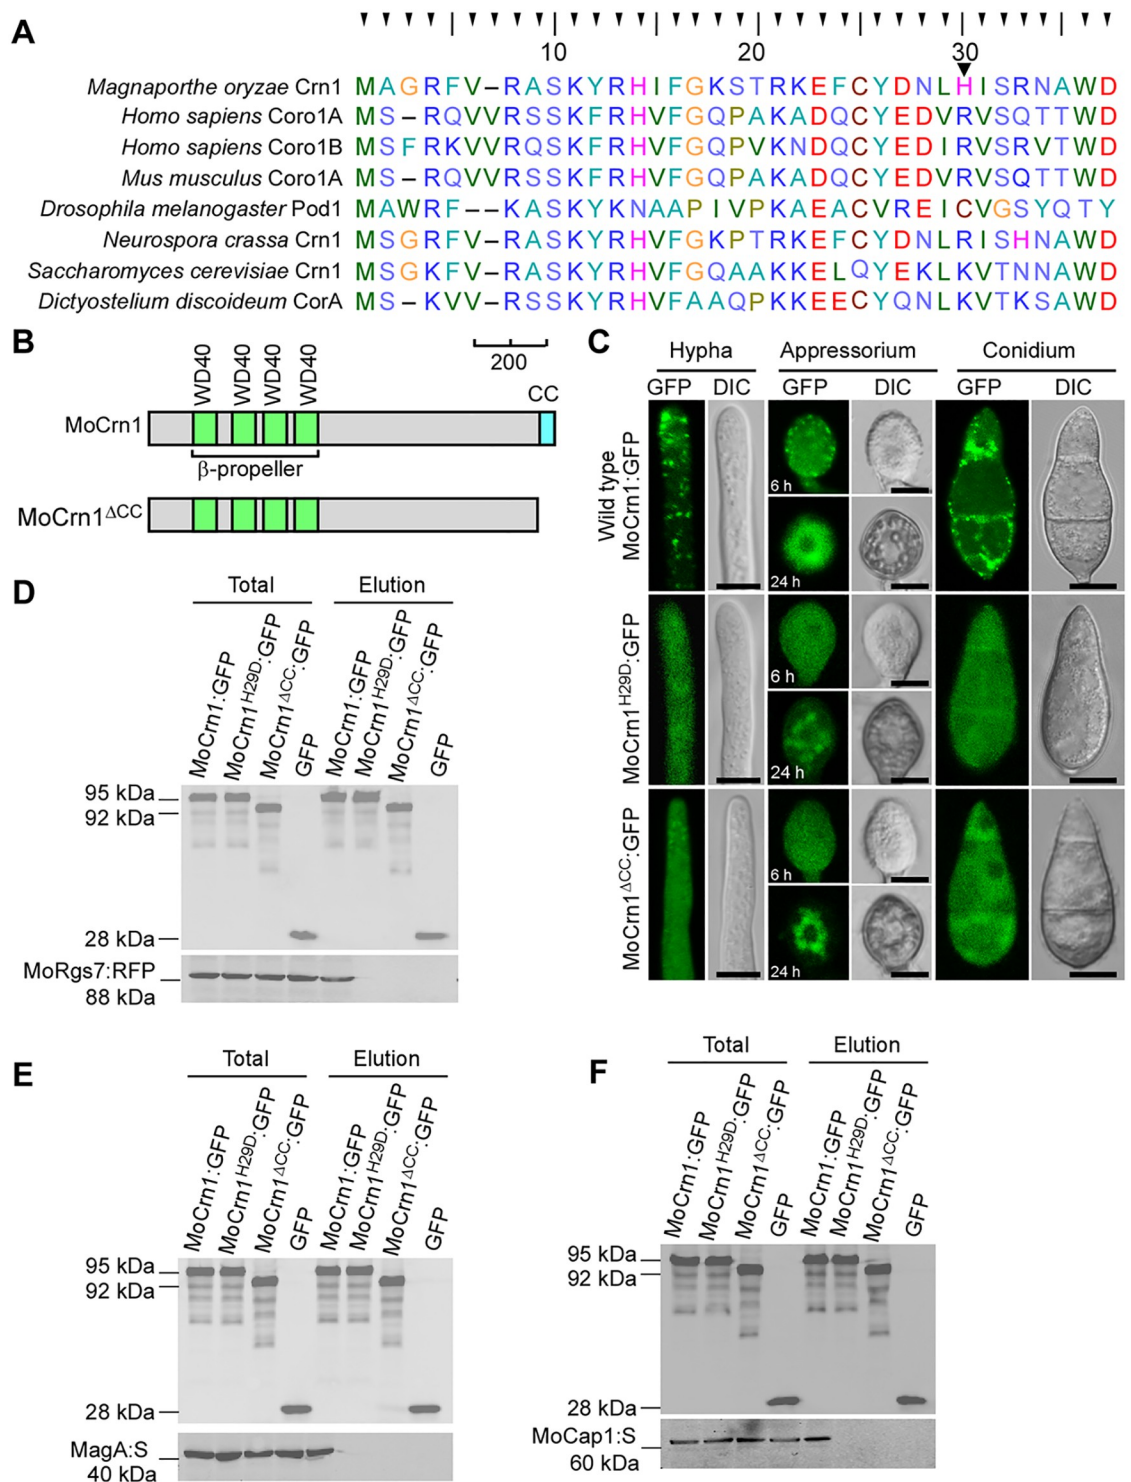 A
10 20 30
Magnaporthe oryzae Crn1 MAGRFV–RASKYRHIFGKSTRKEFCYDNLHISRNAWD
Homo sapiens Coro1A MS–RQVVRSSKFRHVFGQPAKADQCYEDVRVSQTTWD
Homo sapiens Coro1B MSFRKVVRQSKFRHVFGQPVKNDQCYEDIRVSRVTWD
Mus musculus Coro1A MS–RQVVRSSKFRHVFGQPAKADQCYEDVRVSQTTWD
Drosophila melanogaster Pod1 MAWRF––KASKYKNAAPIVPKAEACVREICVGSYQTY
Neurospora crassa Crn1 MSGRFV–RASKYRHVFGKPTRKEFCYDNLRISHNAWD
Saccharomyces cerevisiae Crn1 MSGKFV–RSSKYRHVFGQAAKKELQYEKLKVTNNAWD
Dictyostelium discoideum CorA MS–KVV–RSSKYRHVFAAQPKKEECYQNLKVTKSAWD
B
WD40 WD40 WD40 WD40
200
CC
MoCrn1
β-propeller
MoCrn1ΔCC
C
Hypha Appressorium Conidium
GFP DIC GFP DIC GFP DIC
Wild type
MoCrn1:GFP
6 h
24 h
MoCrn1H29D:GFP
6 h
24 h
MoCrn1ΔCC:GFP
6 h
24 h
D
Total Elution
MoCrn1:GFP MoCrn1H29D:GFP MoCrn1ΔCC:GFP GFP MoCrn1:GFP MoCrn1H29D:GFP MoCrn1ΔCC:GFP GFP
95 kDa
92 kDa
28 kDa
MoRgs7:RFP
88 kDa
E
Total Elution
MoCrn1:GFP MoCrn1H29D:GFP MoCrn1ΔCC:GFP GFP MoCrn1:GFP MoCrn1H29D:GFP MoCrn1ΔCC:GFP GFP
95 kDa
92 kDa
28 kDa
MagA:S
40 kDa
F
Total Elution
MoCrn1:GFP MoCrn1H29D:GFP MoCrn1ΔCC:GFP GFP MoCrn1:GFP MoCrn1H29D:GFP MoCrn1ΔCC:GFP GFP
95 kDa
92 kDa
28 kDa
MoCap1:S
60 kDa